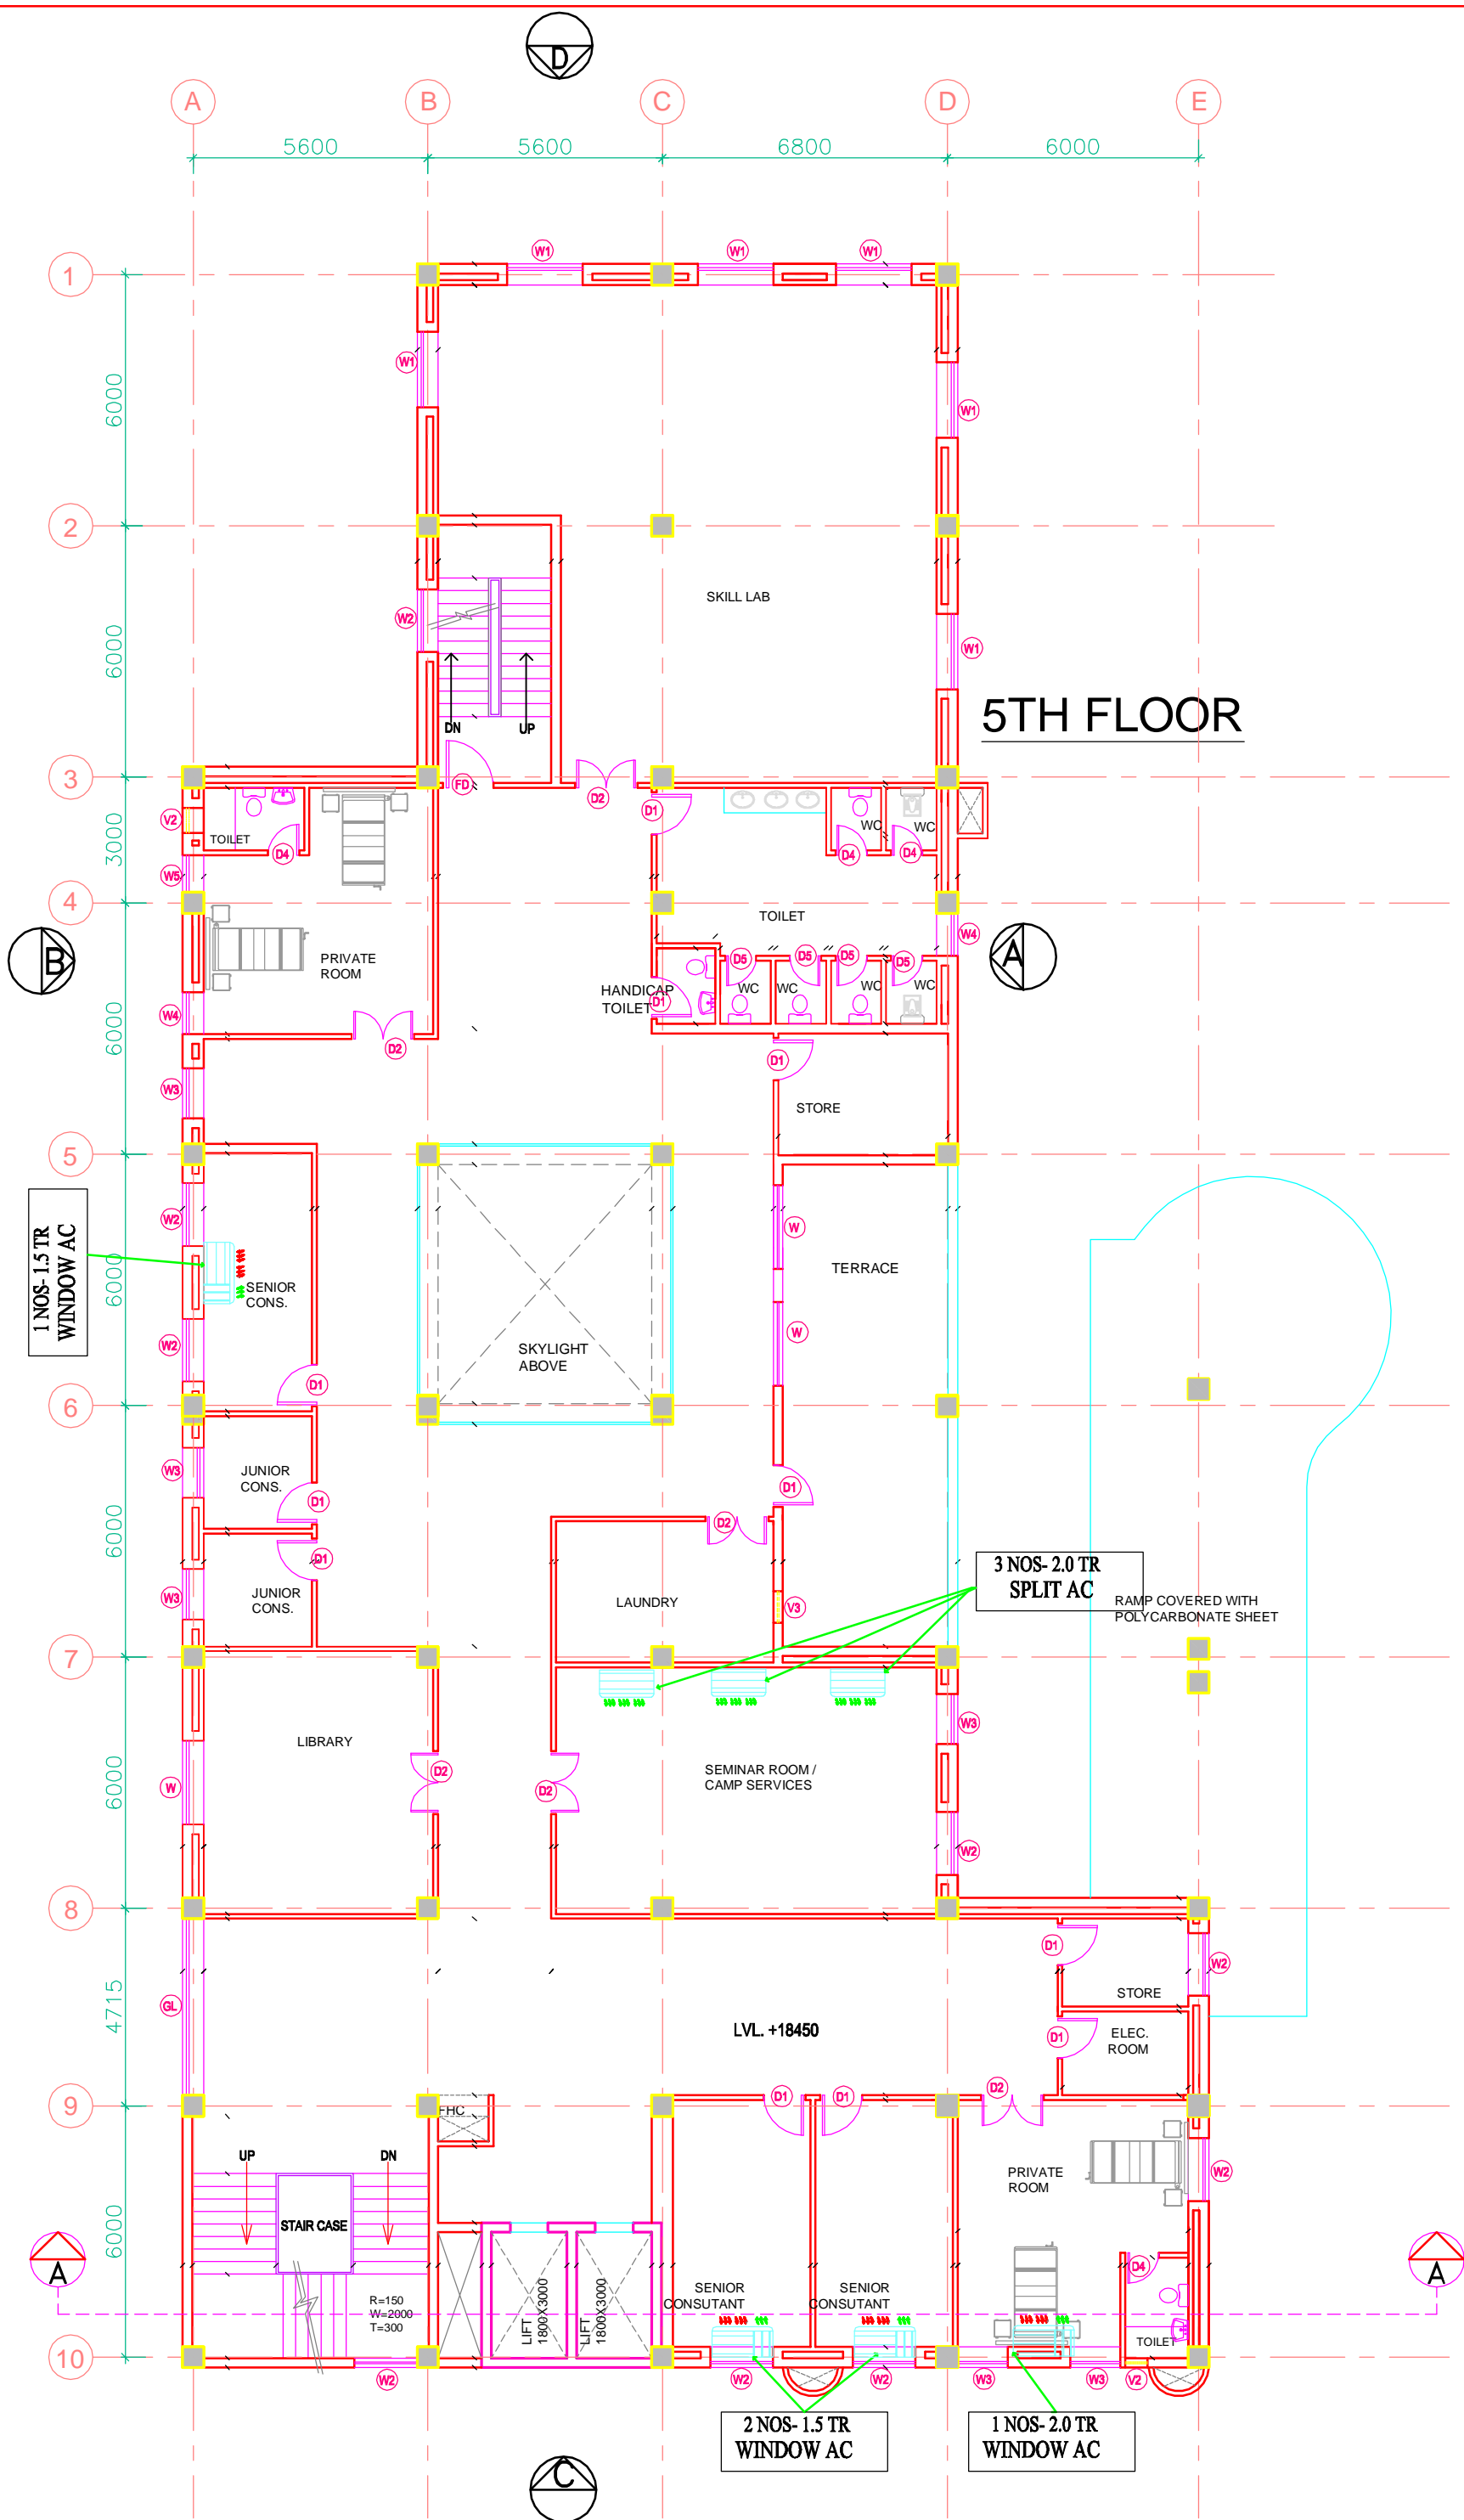 D
A
B
C
D
E
5600
5600
6800
6000
W1
W1
W1
1
W1
6000
W1
2
SKILL LAB
W2
6000
W1
5TH FLOOR
DN
UP
3
FD
D2
D1
V2
TOILET
WC
WC
3000
D4
D4
D4
W5
4
TOILET
W4
B
A
PRIVATE
ROOM
D5
D5
D5
D5
HANDICAP
TOILET
D1
WC
WC
WC
WC
W4
6000
D2
D1
W3
STORE
5
1 NOS- 1.5 TR
WINDOW AC
W2
W
6000
TERRACE
SENIOR
CONS.
W
W2
SKYLIGHT
ABOVE
D1
6
W3
JUNIOR
CONS.
D1
D1
D2
6000
D1
3 NOS- 2.0 TR
SPLIT AC
W3
JUNIOR
CONS.
LAUNDRY
V3
RAMP COVERED WITH
POLYCARBONATE SHEET
7
W3
LIBRARY
D2
D2
SEMINAR ROOM /
CAMP SERVICES
W
6000
W2
8
D1
W2
4715
GL
STORE
LVL. +18450
D1
ELEC.
ROOM
D2
9
FHC
D1
D1
UP
DN
PRIVATE
ROOM
W2
STAIR CASE
6000
A
A
D4
R=150
W=2000
T=300
LIFT
1800X3000
LIFT
1800X3000
SENIOR
CONSUTANT
SENIOR
CONSUTANT
TOILET
10
W2
W2
W2
W3
W3
V2
2 NOS- 1.5 TR
WINDOW AC
1 NOS- 2.0 TR
WINDOW AC
C